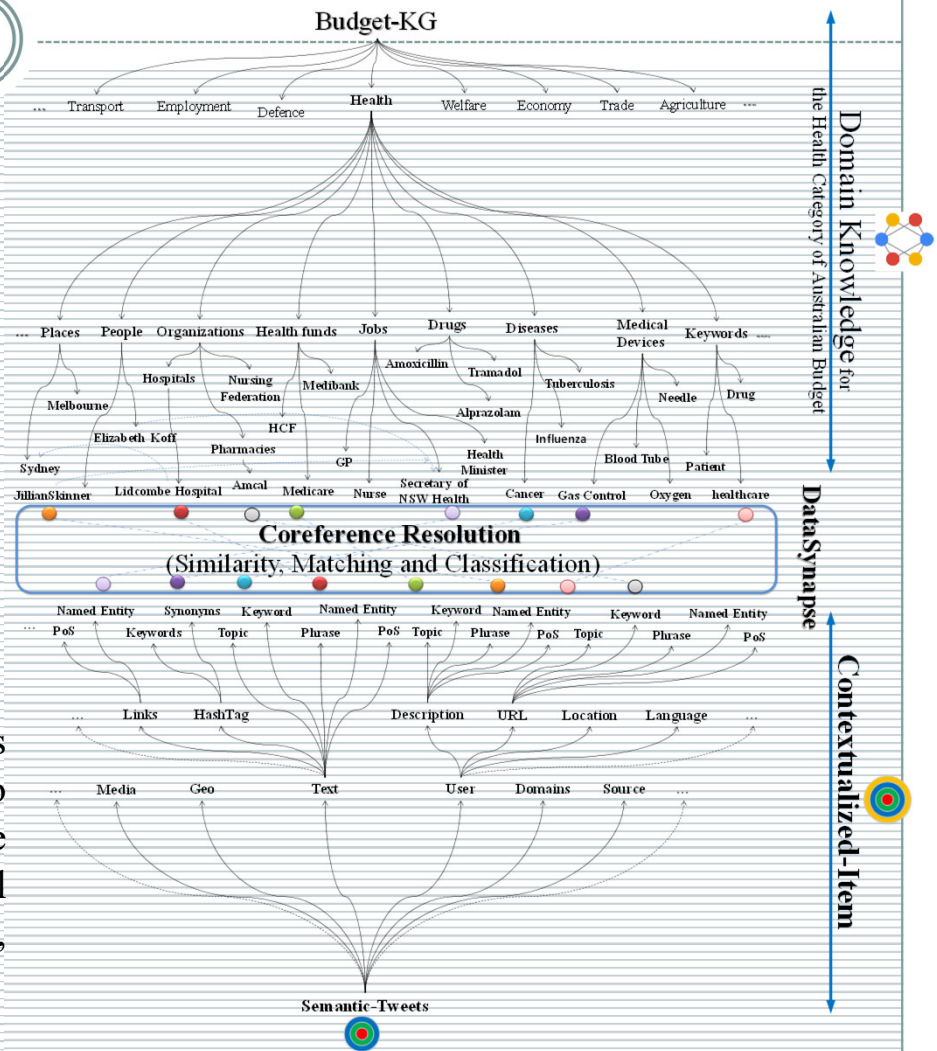 Budget-KG
... Transport Employment Defence Health Welfare Economy Trade Agriculture ...
Domain Knowledge for
the Health Category of Australian Budget
... Places People Organizations Health funds Jobs Drugs Diseases Medical Devices Keywords ....
Hospitals Nursing Federation Medibank Amoxicillin Tramadol Tuberculosis Needle Drug
Melbourne Alprazolam
Elizabeth Koff HCF Influenza
Pharmacies GP Health Minister Blood Tube Patient
Sydney
JillianSkinner Lidcombe Hospital Amcal Medicare Nurse Secretary of NSW Health Cancer Gas Control Oxygen healthcare
DataSynapse
Coreference Resolution
(Similarity, Matching and Classification)
Named Entity Synonyms Keyword Named Entity Keyword Named Entity Keyword Named Entity
... PoS Keywords Topic Phrase PoS Topic Phrase PoS Topic Phrase PoS
Contextualized-Item
... Links HashTag Description URL Location Language ...
... Media Geo Text User Domains Source ...
Semantic-Tweets